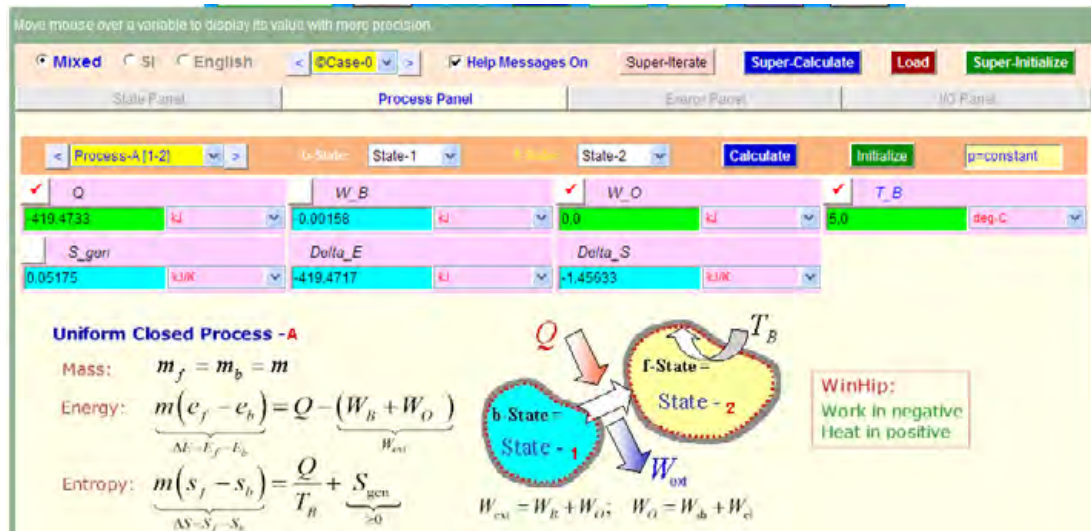 Move mouse over a variable to display its value with more precision.
Mixed SI English < ©Case-0 > Help Messages On Super-Iterate Super-Calculate Load Super-Initialize
State Panel Process Panel Exergy Panel I/O Panel
< Process-A [1-2] > b-State: State-1 f-State: State-2 Calculate Initialize p=constant
Q W_B W_O T_B
-419.4733 kJ -0.00158 kJ 0.0 kJ 5.0 deg-C
S_gen Delta_E Delta_S
0.05175 kJ/K -419.4717 kJ -1.45633 kJ/K
Uniform Closed Process -A
Mass: m_f = m_b = m
Energy: m(e_f − e_b) = Q − (W_B + W_O)
ΔE=E_f−E_b W_ext
Entropy: m(s_f − s_b) = Q/T_B + S_gen
ΔS=S_f−S_b ≥0
Q
T_B
f-State =
State - 2
b-State =
State - 1
W_ext
W_ext = W_B + W_O; W_O = W_sh + W_el
WinHip:
Work in negative
Heat in positive